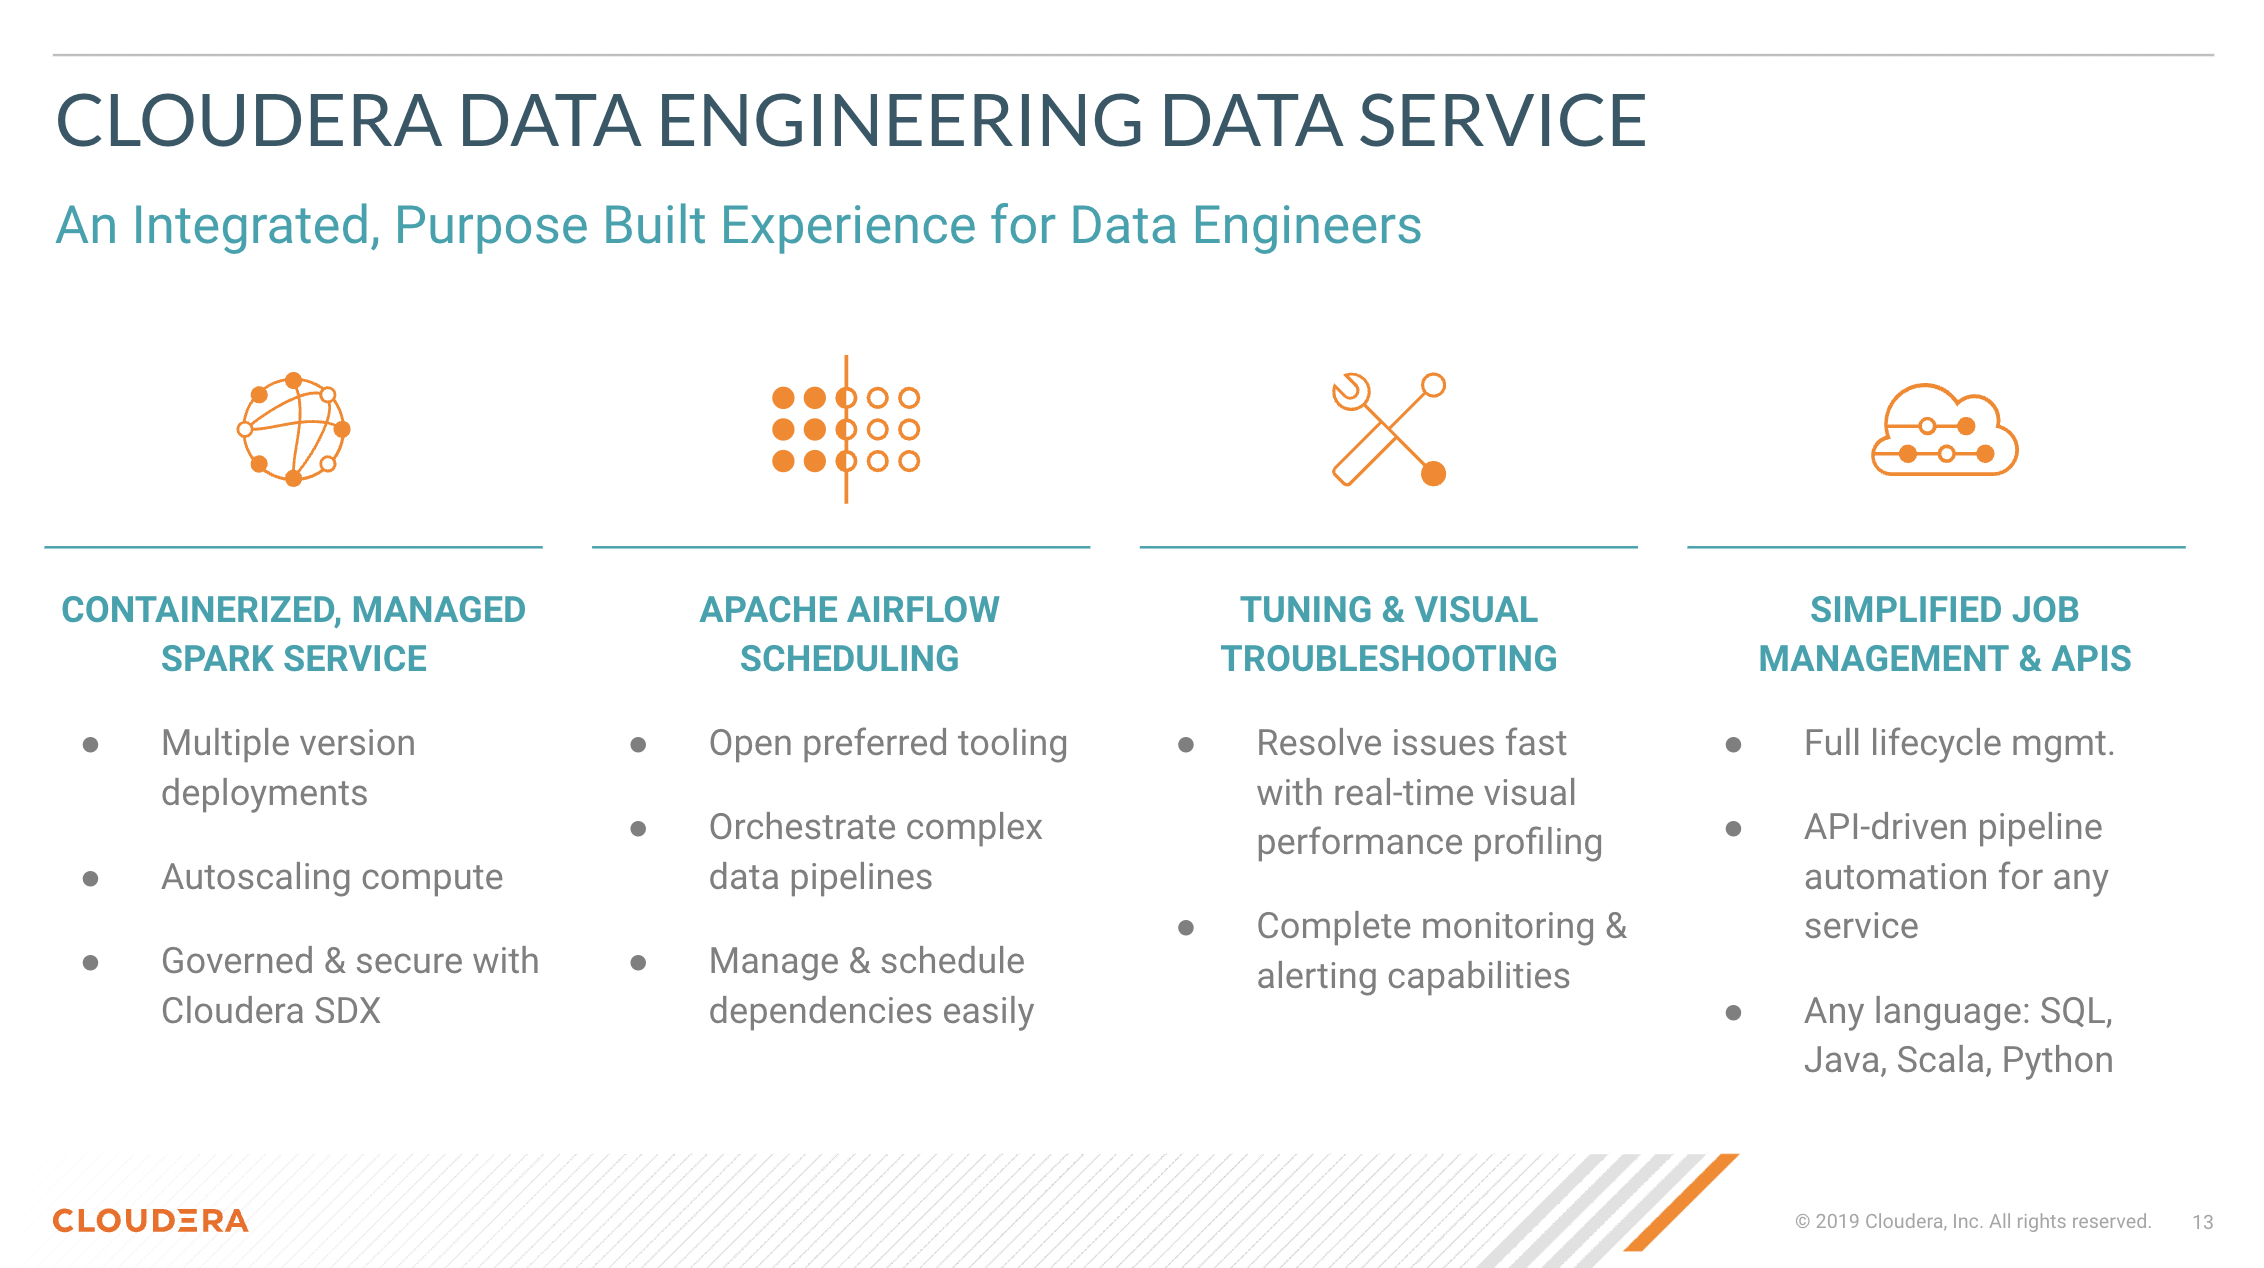 CLOUDERA DATA ENGINEERING DATA SERVICE
An Integrated, Purpose Built Experience for Data Engineers
CONTAINERIZED, MANAGED
SPARK SERVICE
● Multiple version
deployments
● Autoscaling compute
● Governed & secure with
Cloudera SDX
APACHE AIRFLOW
SCHEDULING
● Open preferred tooling
● Orchestrate complex
data pipelines
● Manage & schedule
dependencies easily
TUNING & VISUAL
TROUBLESHOOTING
● Resolve issues fast
with real-time visual
performance profiling
● Complete monitoring &
alerting capabilities
SIMPLIFIED JOB
MANAGEMENT & APIS
● Full lifecycle mgmt.
● API-driven pipeline
automation for any
service
● Any language: SQL,
Java, Scala, Python
CLOUDERA
© 2019 Cloudera, Inc. All rights reserved. 13